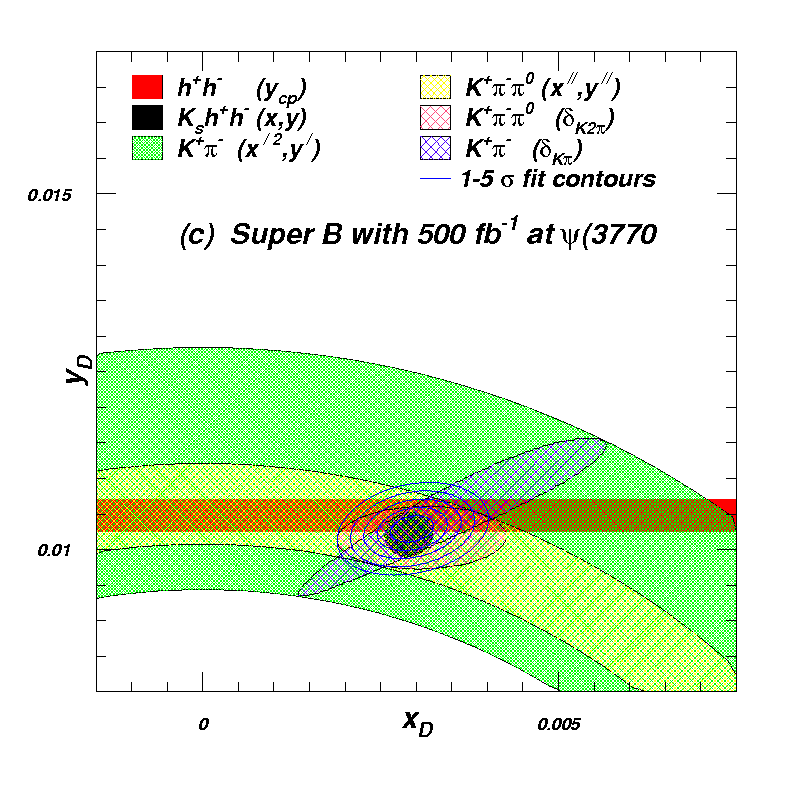 h⁺h⁻ (y_cp)
K_s h⁺h⁻ (x,y)
K⁺π⁻ (x′², y′)
K⁺π⁻π⁰ (x″,y″)
K⁺π⁻π⁰ (δ_K2π)
K⁺π⁻ (δ_Kπ)
1-5 σ fit contours
(c) Super B with 500 fb⁻¹ at ψ(3770
0.015
y_D
0.01
0
x_D
0.005